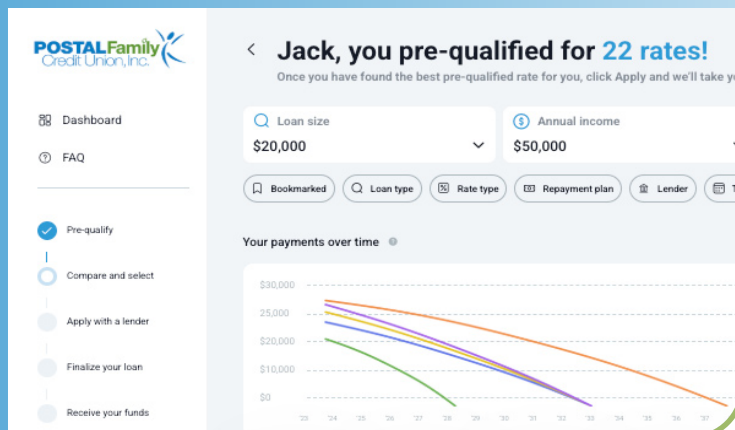 POSTALFamily
Credit Union, Inc.
Dashboard
FAQ
Pre-qualify
Compare and select
Apply with a lender
Finalize your loan
Receive your funds
Jack, you pre-qualified for 22 rates!
Once you have found the best pre-qualified rate for you, click Apply and we'll take
Loan size
$20,000
Annual income
$50,000
Bookmarked
Loan type
Rate type
Repayment plan
Lender
Your payments over time
$30,000
25,000
$20,000
$10,000
$0
'23 '24 '25 '26 '27 '28 '29 '30 '31 '32 '33 '34 '35 '36 '37